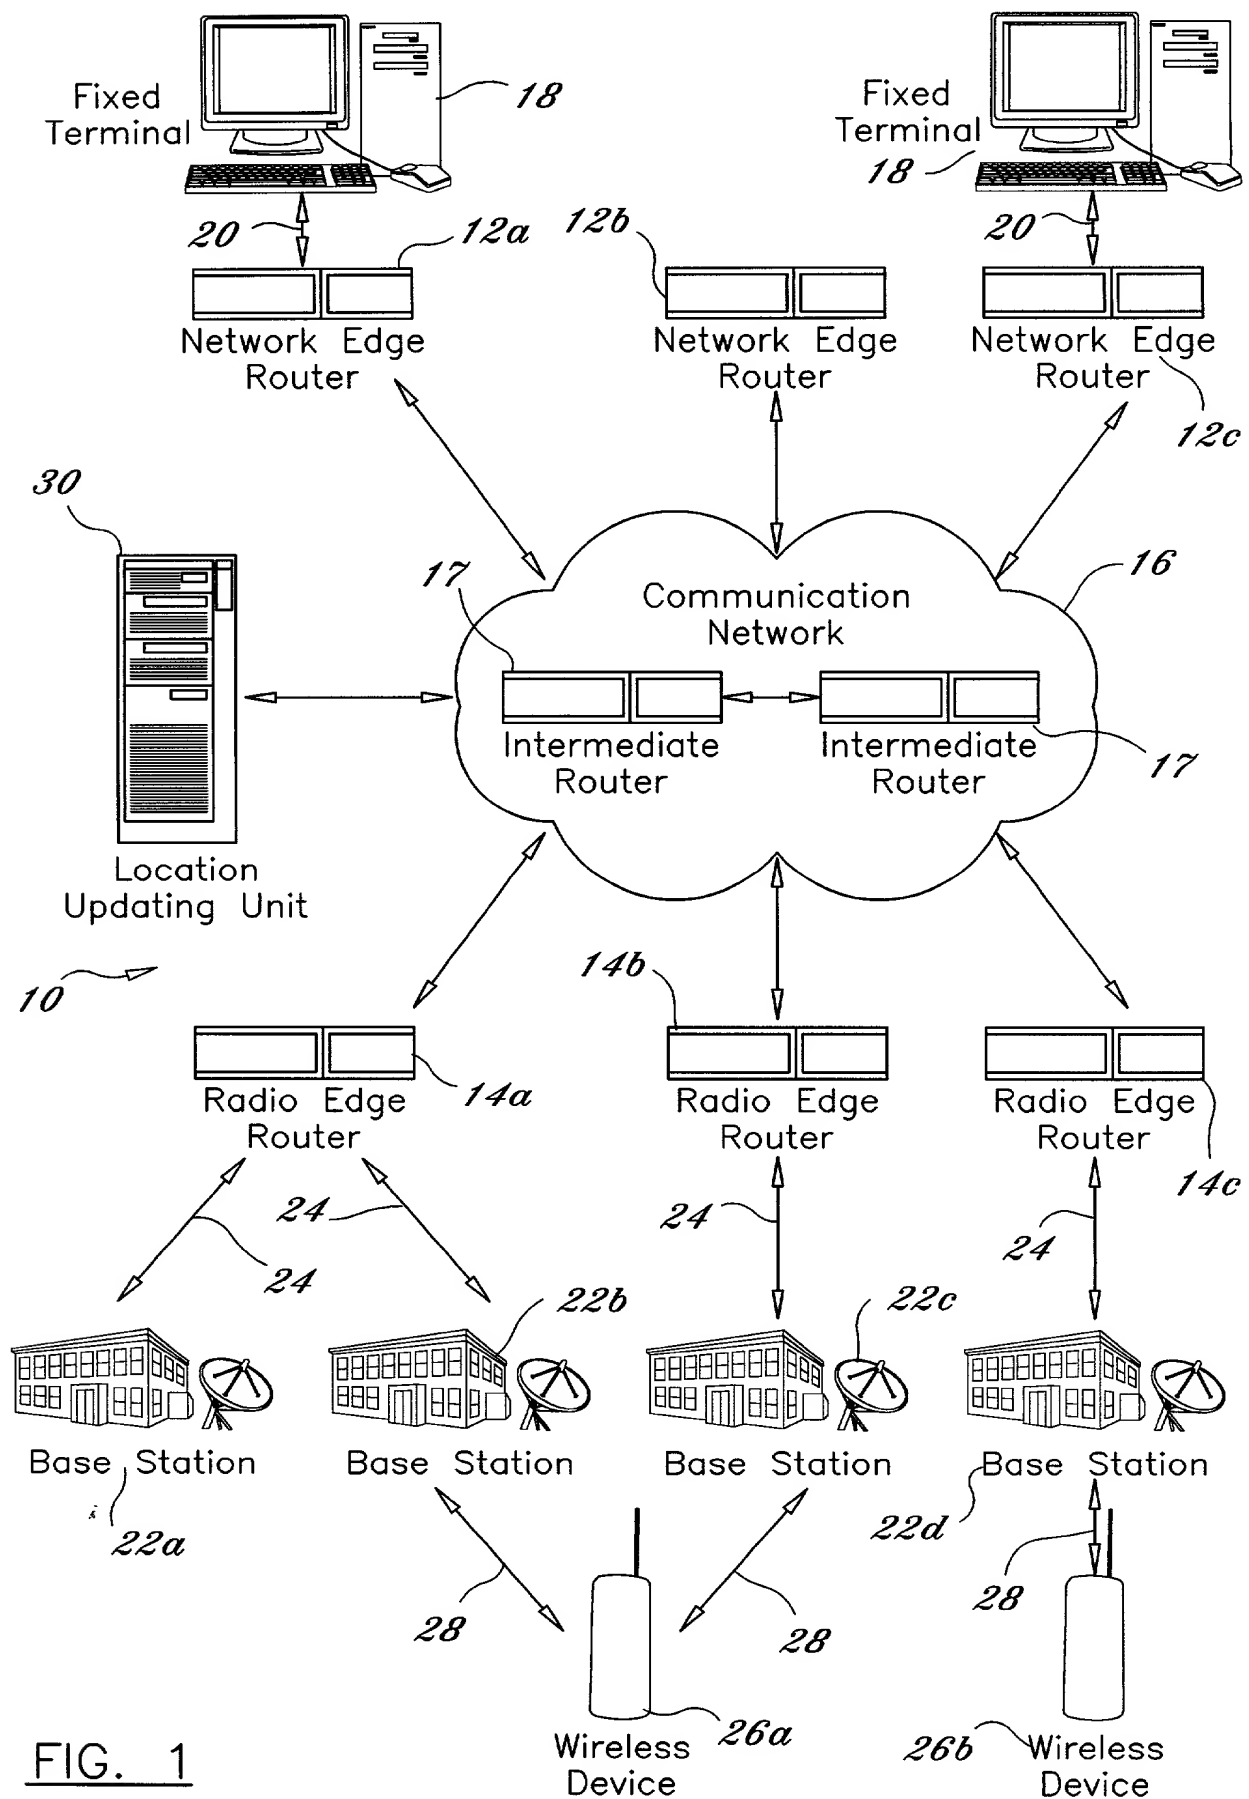 Fixed
Terminal
18
Fixed
Terminal
18
20
12a
12b
20
Network Edge
Router
Network Edge
Router
Network Edge
Router
12c
30
17
Communication
Network
16
Intermediate
Router
Intermediate
Router
17
Location
Updating Unit
10
14b
14a
Radio Edge
Router
Radio Edge
Router
Radio Edge
Router
14c
24
24
24
24
22b
22c
Base Station
Base Station
Base Station
Base Station
22a
22d
28
28
28
26a
Wireless
Device
26b
Wireless
Device
FIG. 1